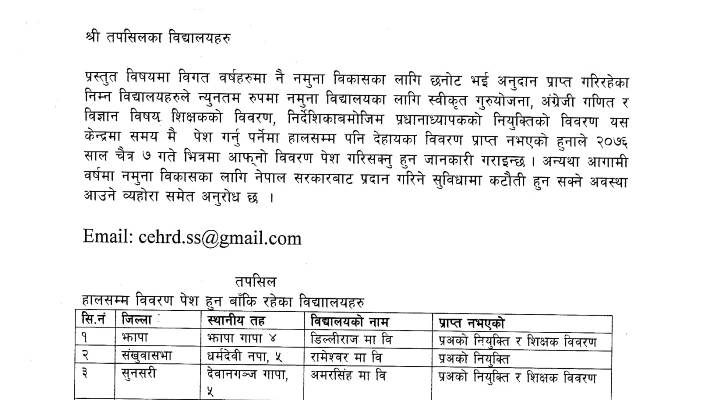 श्री तपसिलका विद्यालयहरु
प्रस्तुत विषयमा विगत वर्षहरुमा नै नमुना विकासका लागि छनोट भई अनुदान प्राप्त गरिरहेका
निम्न विद्यालयहरुले न्युनतम रुपमा नमुना विद्यालयका लागि स्वीकृत गुरुयोजना, अंग्रेजी गणित र
विज्ञान विषय शिक्षकको विवरण, निर्देशिकाबमोजिम प्रधानाध्यापकको नियुक्तिको विवरण यस
केन्द्रमा समय मै पेश गर्नु पर्नेमा हालसम्म पनि देहायका विवरण प्राप्त नभएको हुनाले २०७६
साल चैत्र ७ गते भित्रमा आफ्नो विवरण पेश गरिसक्नु हुन जानकारी गराइन्छ । अन्यथा आगामी
वर्षमा नमुना विकासका लागि नेपाल सरकारबाट प्रदान गरिने सुविधामा कटौती हुन सक्ने अवस्था
आउने व्यहोरा समेत अनुरोध छ ।
Email: cehrd.ss@gmail.com
तपसिल
हालसम्म विवरण पेश हुन बाँकि रहेका विद्याालयहरु
सि.नं जिल्ला स्थानीय तह विद्यालयको नाम प्राप्त नभएको
१ झापा झापा गापा ४ डिल्लीराज मा वि प्रअको नियुक्ति र शिक्षक विवरण
२ संखुवासभा धर्मदेवी नपा, ५ रामेश्वर मा वि प्रअको नियुक्ति
३ सुनसरी देवानगञ्ज गापा, अमरसिंह मा वि प्रअको नियुक्ति र शिक्षक विवरण
५